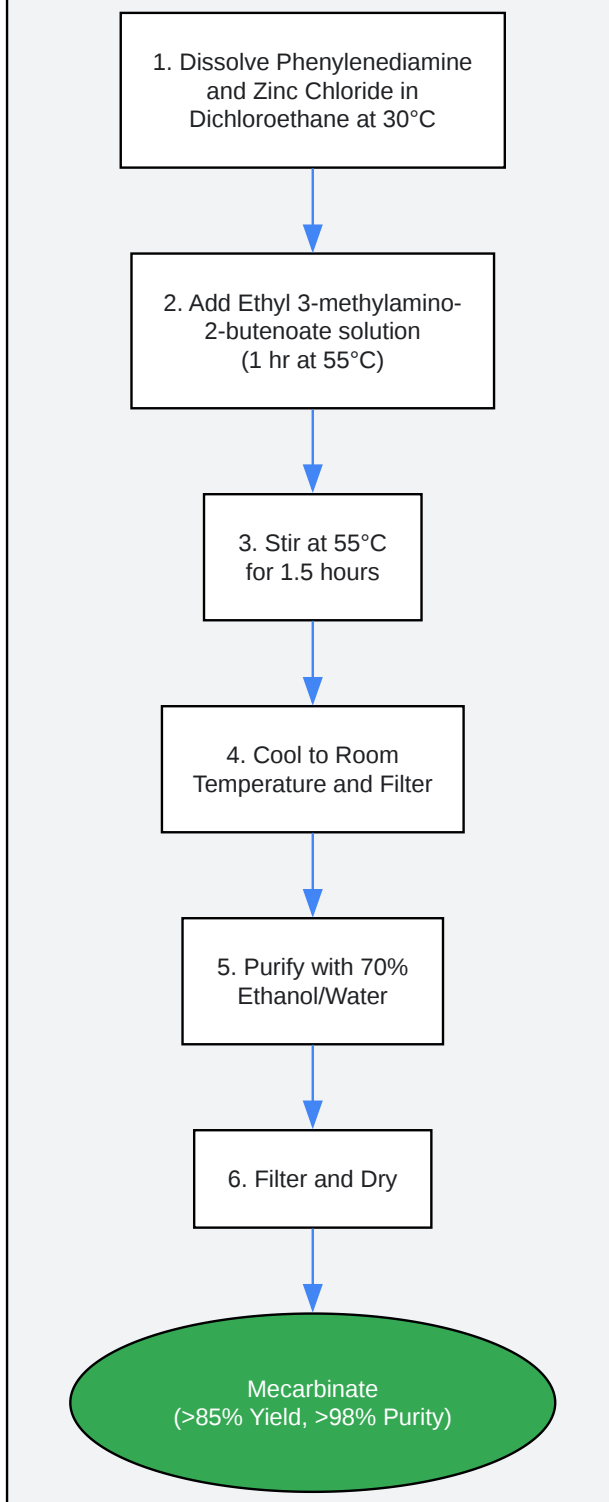 1. Dissolve Phenylenediamine
and Zinc Chloride in
Dichloroethane at 30°C
2. Add Ethyl 3-methylamino-
2-butenoate solution
(1 hr at 55°C)
3. Stir at 55°C
for 1.5 hours
4. Cool to Room
Temperature and Filter
5. Purify with 70%
Ethanol/Water
6. Filter and Dry
Mecarbinate
(>85% Yield, >98% Purity)